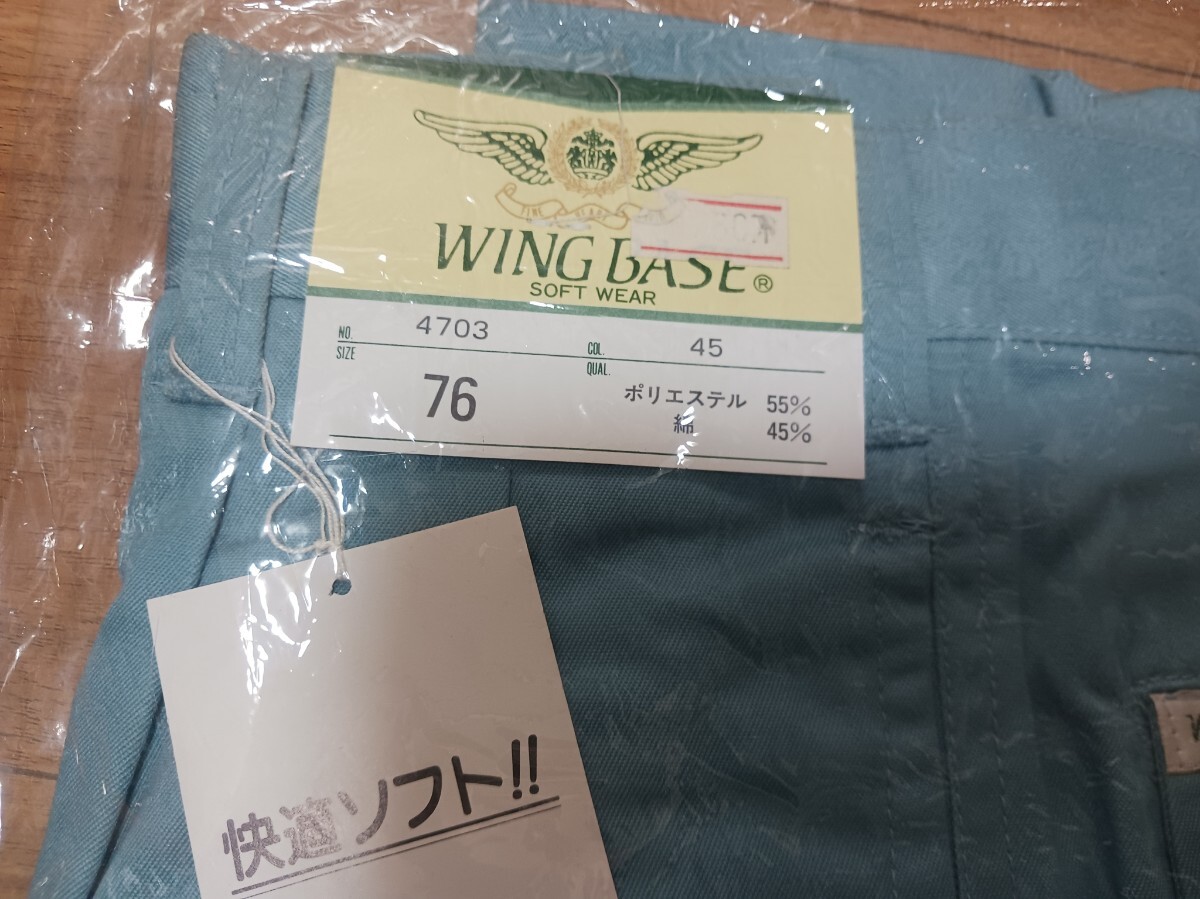 WING BASE®
SOFT WEAR
NO. 4703 COL. 45
SIZE 76 QUAL. ポリエステル 55%
綿 45%
快適ソフト!!